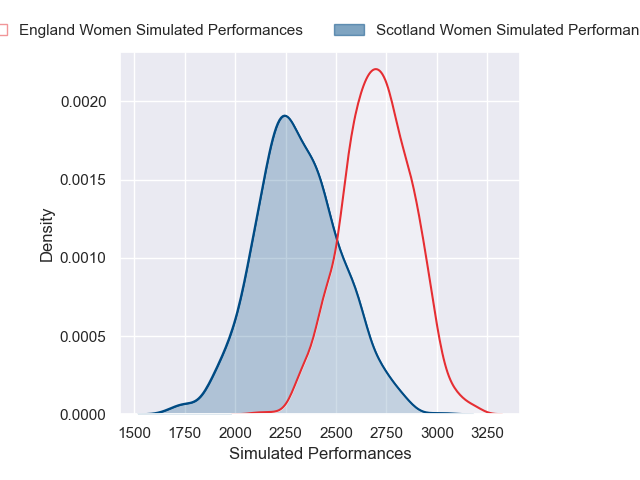 England Women Simulated Performances
Scotland Women Simulated
Density
0.0020
0.0015
0.0010
0.0005
0.0000
1500 1750 2000 2250 2500 2750 3000 3250
Simulated Performances